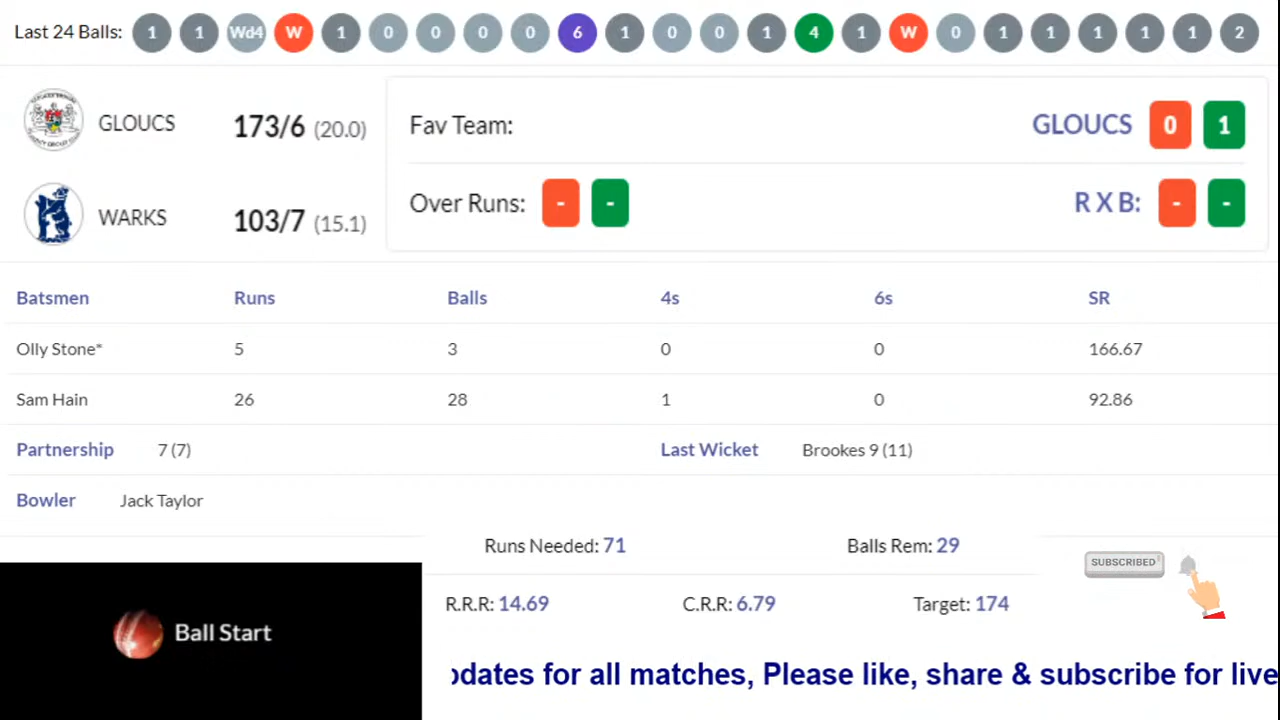 Last 24 Balls: 1 1 Wd4 W 1 0 0 0 0 6 1 0 0 1 4 1 W 0 1 1 1 1 1 2
GLOUCS 173/6 (20.0)
Fav Team: GLOUCS 0 1
WARKS 103/7 (15.1)
Over Runs: - - R X B: - -
Batsmen Runs Balls 4s 6s SR
Olly Stone* 5 3 0 0 166.67
Sam Hain 26 28 1 0 92.86
Partnership 7 (7) Last Wicket Brookes 9 (11)
Bowler Jack Taylor
Runs Needed: 71 Balls Rem: 29
SUBSCRIBED
R.R.R: 14.69 C.R.R: 6.79 Target: 174
Ball Start
pdates for all matches, Please like, share & subscribe for live